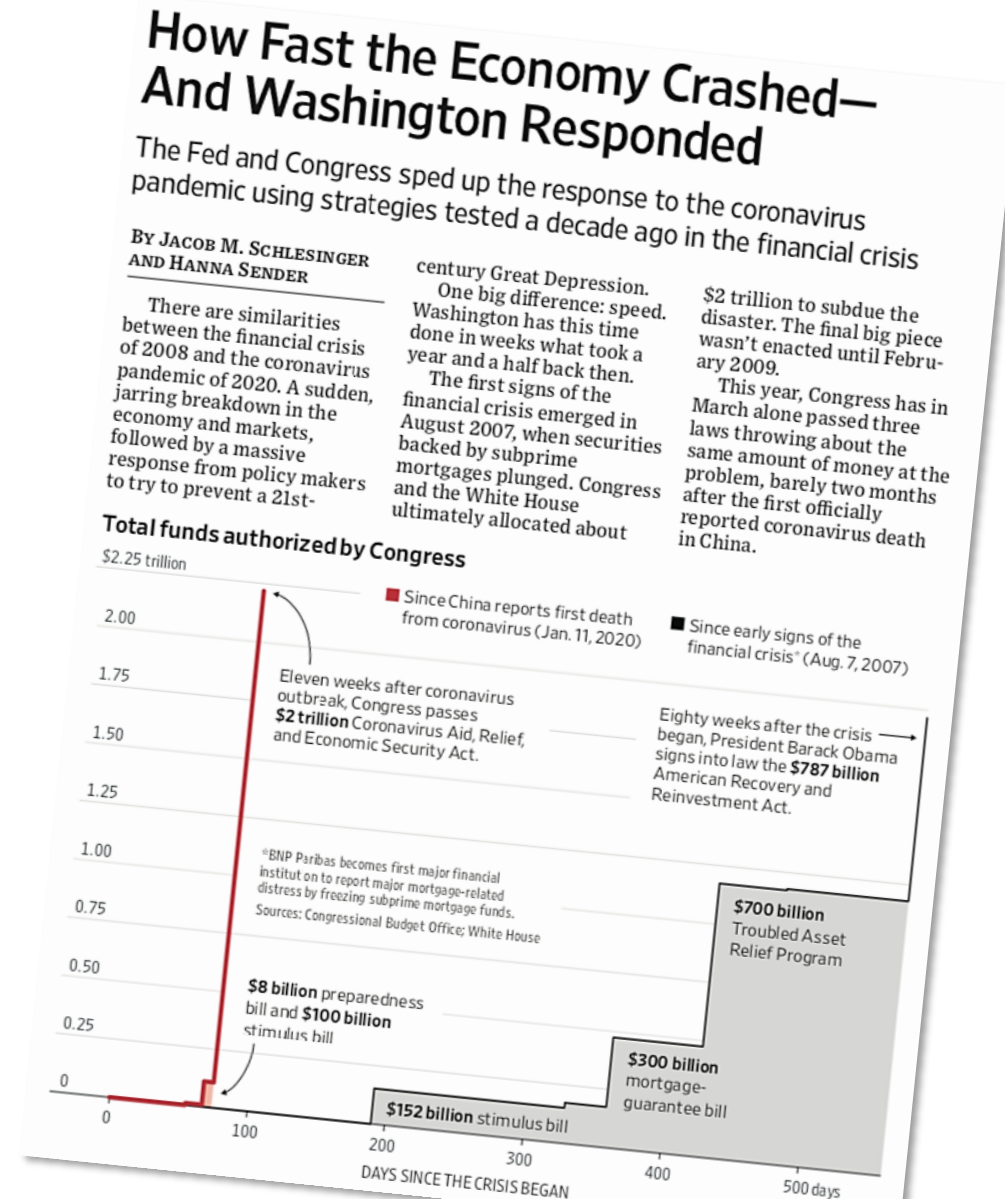 How Fast the Economy Crashed—
And Washington Responded
The Fed and Congress sped up the response to the coronavirus
pandemic using strategies tested a decade ago in the financial crisis
BY JACOB M. SCHLESINGER
AND HANNA SENDER
There are similarities
between the financial crisis
of 2008 and the coronavirus
pandemic of 2020. A sudden,
jarring breakdown in the
economy and markets,
followed by a massive
response from policy makers
to try to prevent a 21st-
century Great Depression.
One big difference: speed.
Washington has this time
done in weeks what took a
year and a half back then.
The first signs of the
financial crisis emerged in
August 2007, when securities
backed by subprime
mortgages plunged. Congress
and the White House
ultimately allocated about
$2 trillion to subdue the
disaster. The final big piece
wasn't enacted until Febru-
ary 2009.
This year, Congress has in
March alone passed three
laws throwing about the
same amount of money at the
problem, barely two months
after the first officially
reported coronavirus death
in China.
Total funds authorized by Congress
$2.25 trillion
2.00
1.75
1.50
1.25
1.00
0.75
0.50
0.25
0
Since China reports first death
from coronavirus (Jan. 11, 2020)
Since early signs of the
financial crisis* (Aug. 7, 2007)
Eleven weeks after coronavirus
outbreak, Congress passes
$2 trillion Coronavirus Aid, Relief,
and Economic Security Act.
Eighty weeks after the crisis
began, President Barack Obama
signs into law the $787 billion
American Recovery and
Reinvestment Act.
*BNP Paribas becomes first major financial
institut on to report major mortgage-related
distress by freezing subprime mortgage funds.
Sources: Congressional Budget Office; White House
$8 billion preparedness
bill and $100 billion
stimulus bill
$152 billion stimulus bill
$300 billion
mortgage-
guarantee bill
$700 billion
Troubled Asset
Relief Program
0
100
200
300
400
500 days
DAYS SINCE THE CRISIS BEGAN